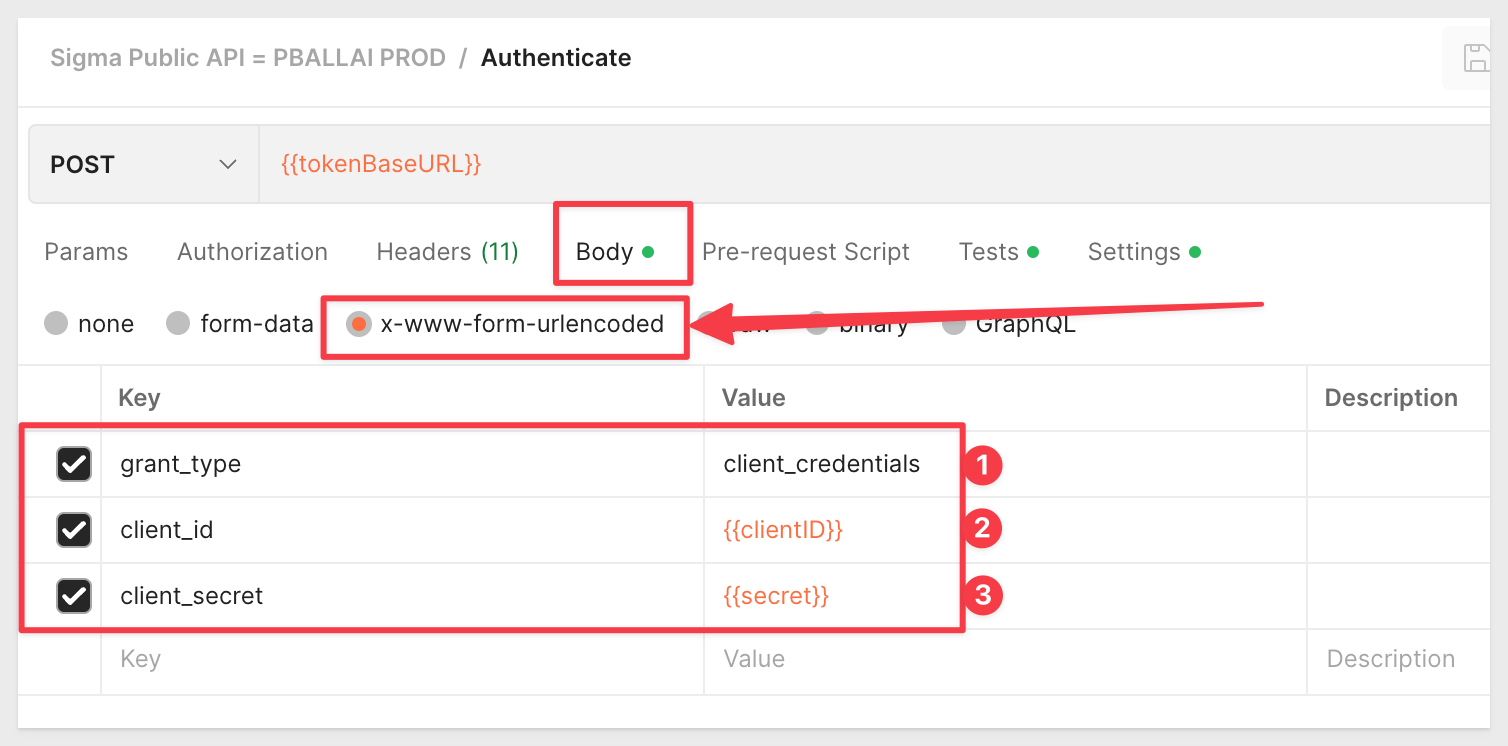 Sigma Public API = PBALLAI PROD / Authenticate
POST {{tokenBaseURL}}
Params Authorization Headers (11) Body Pre-request Script Tests Settings
none form-data x-www-form-urlencoded binary GraphQL
Key Value Description
grant_type client_credentials 1
client_id {{clientID}} 2
client_secret {{secret}} 3
Key Value Description